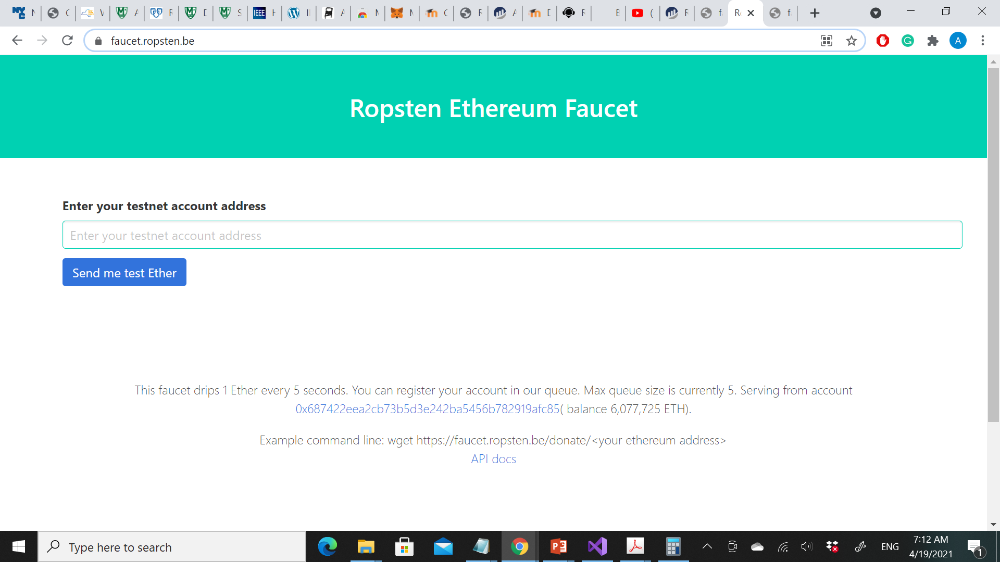 faucet.ropsten.be
A
Ropsten Ethereum Faucet
Enter your testnet account address
Enter your testnet account address
Send me test Ether
This faucet drips 1 Ether every 5 seconds. You can register your account in our queue. Max queue size is currently 5. Serving from account
0x687422eea2cb73b5d3e242ba5456b782919afc85( balance 6,077,725 ETH).
Example command line: wget https://faucet.ropsten.be/donate/<your ethereum address>
API docs
Type here to search
ENG
7:12 AM
4/19/2021
1